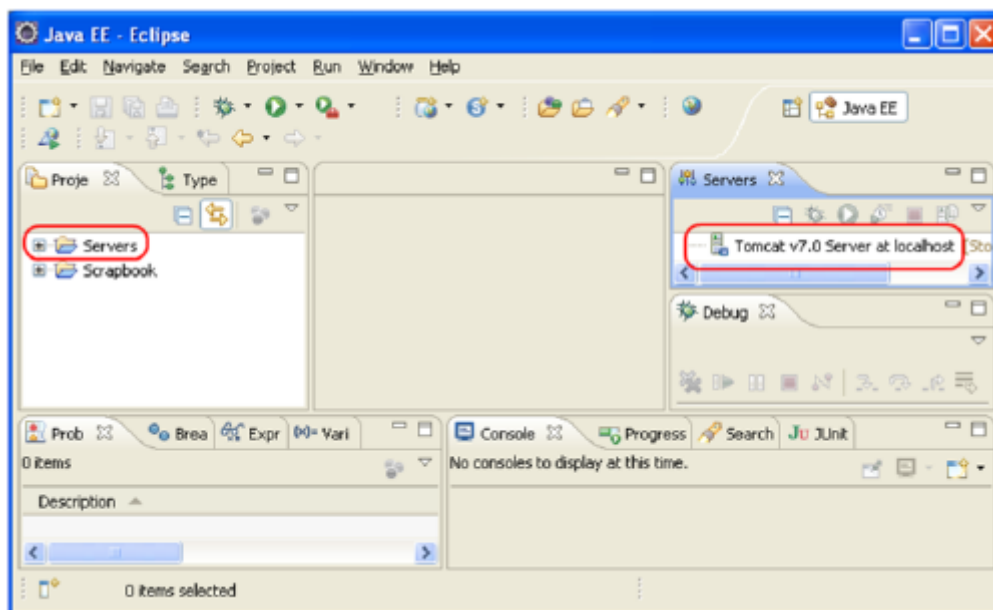 Java EE - Eclipse
File Edit Navigate Search Project Run Window Help
Java EE
Proje Type
Servers
Scrapbook
Servers
Tomcat v7.0 Server at localhost [Sto
Debug
Prob Brea Expr (x)= Vari
0 items
Description
Console Progress Search Ju JUnit
No consoles to display at this time.
0 items selected